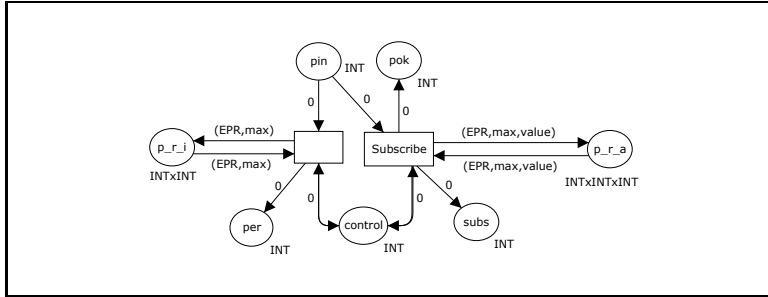 pin
INT
pok
INT
0
0
0
(EPR,max)
(EPR,max)
p_r_i
INTxINT
Subscribe
(EPR,max,value)
(EPR,max,value)
p_r_a
INTxINTxINT
0
0
0
0
per
INT
control
INT
subs
INT